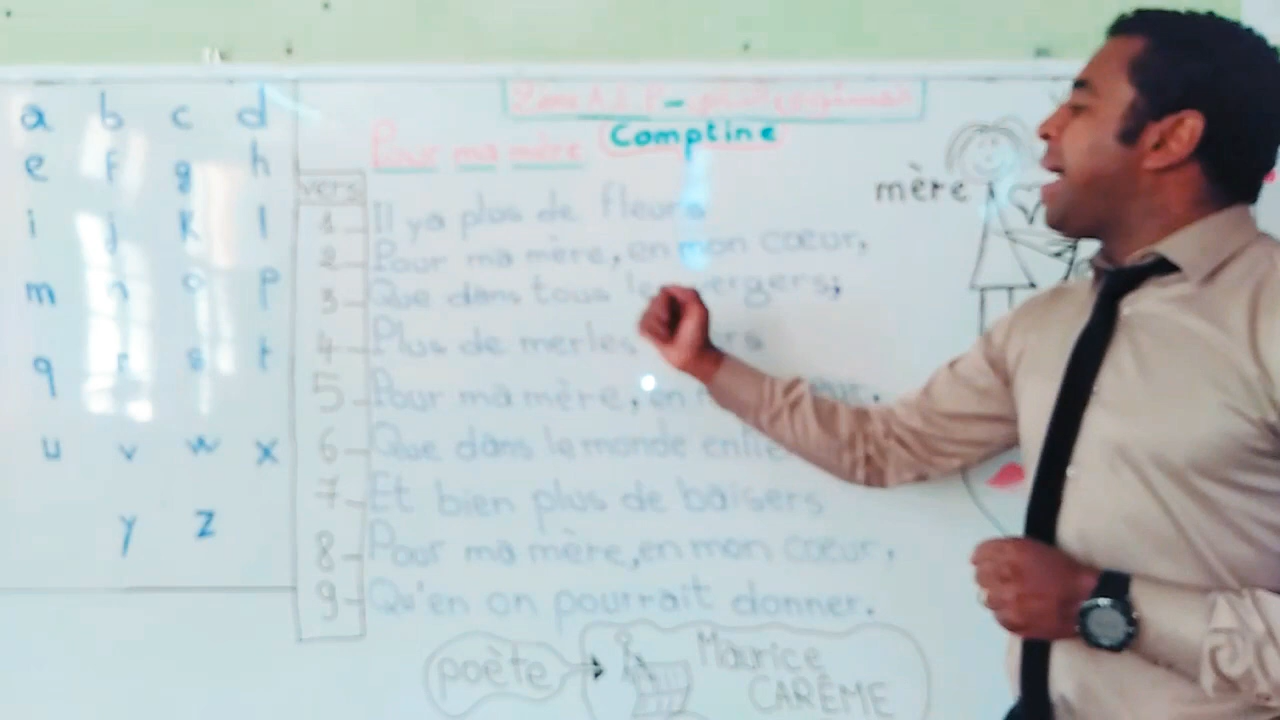 a b c d
e f g h
i j k l
m n o p
q r s t
u v w x
y z
Comptine
Pour ma mère
vers
1 Il ya plus de fleurs
2 Pour ma mère, en mon cœur,
3 Que dans tous les vergers;
4 Plus de merles
5 Pour ma mère, en
6 Que dans le monde
7 Et bien plus de baisers
8 Pour ma mère, en mon cœur,
9 Qu'en on pourrait donner.
mère
poète
Maurice
CARÊME